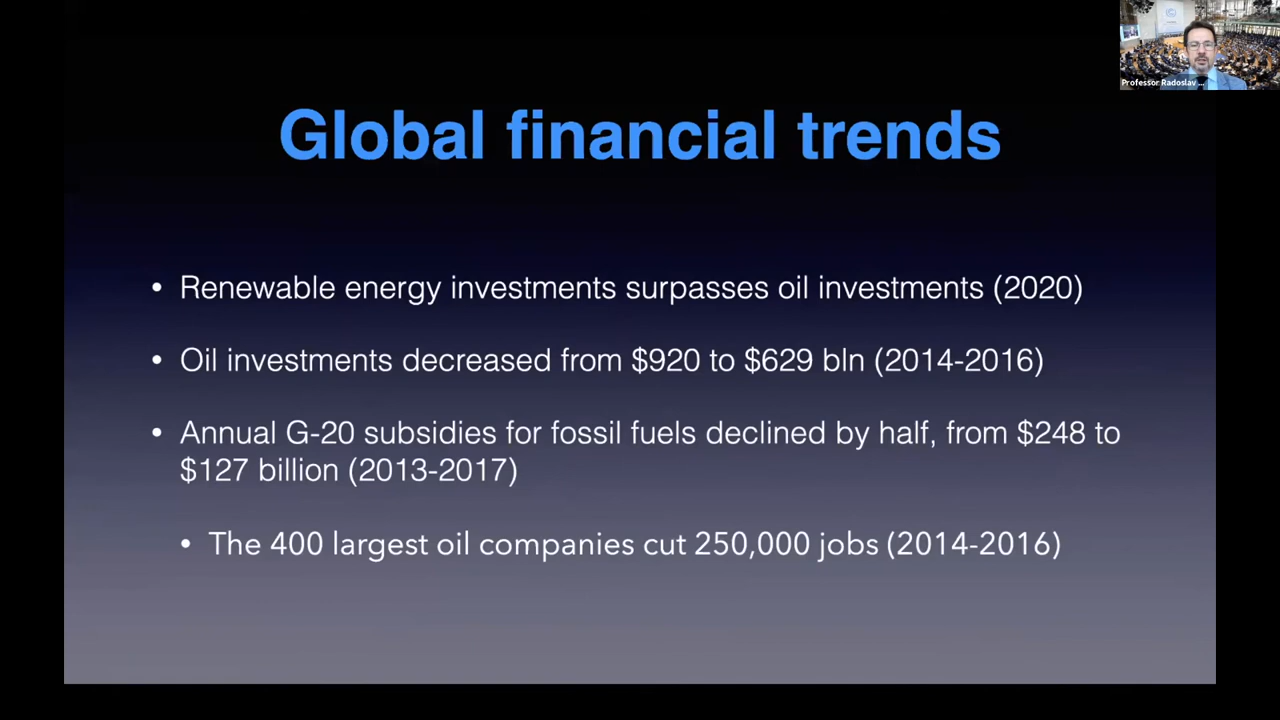 Professor Radoslav ...
Global financial trends
• Renewable energy investments surpasses oil investments (2020)
• Oil investments decreased from $920 to $629 bln (2014-2016)
• Annual G-20 subsidies for fossil fuels declined by half, from $248 to
$127 billion (2013-2017)
• The 400 largest oil companies cut 250,000 jobs (2014-2016)